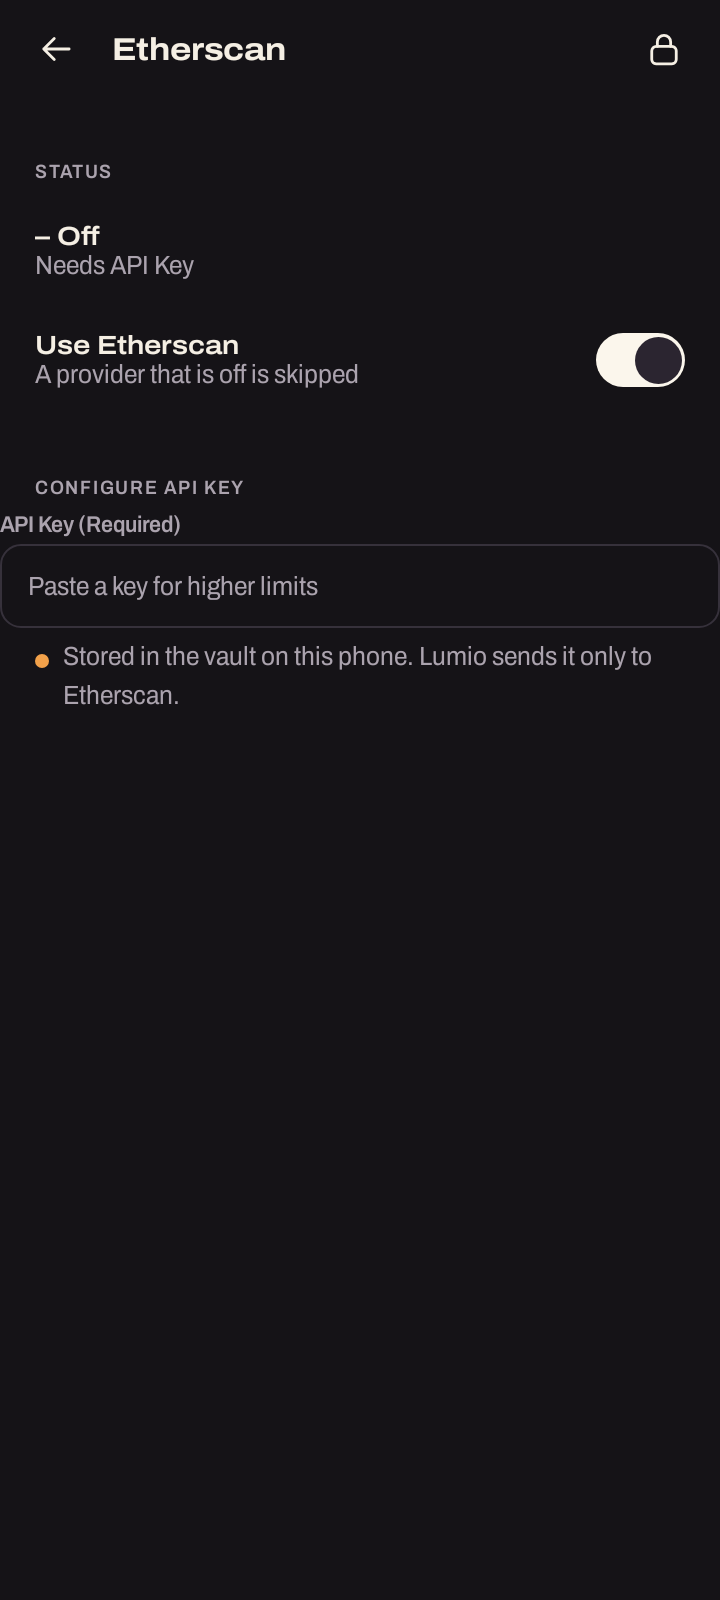 Etherscan
STATUS
– Off
Needs API Key
Use Etherscan
A provider that is off is skipped
CONFIGURE API KEY
API Key (Required)
Paste a key for higher limits
Stored in the vault on this phone. Lumio sends it only to
Etherscan.